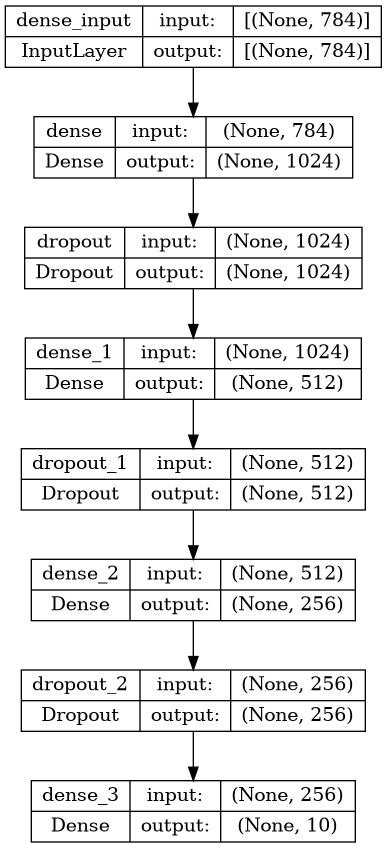 dense_input input: [(None, 784)]
InputLayer output: [(None, 784)]
dense input: (None, 784)
Dense output: (None, 1024)
dropout input: (None, 1024)
Dropout output: (None, 1024)
dense_1 input: (None, 1024)
Dense output: (None, 512)
dropout_1 input: (None, 512)
Dropout output: (None, 512)
dense_2 input: (None, 512)
Dense output: (None, 256)
dropout_2 input: (None, 256)
Dropout output: (None, 256)
dense_3 input: (None, 256)
Dense output: (None, 10)